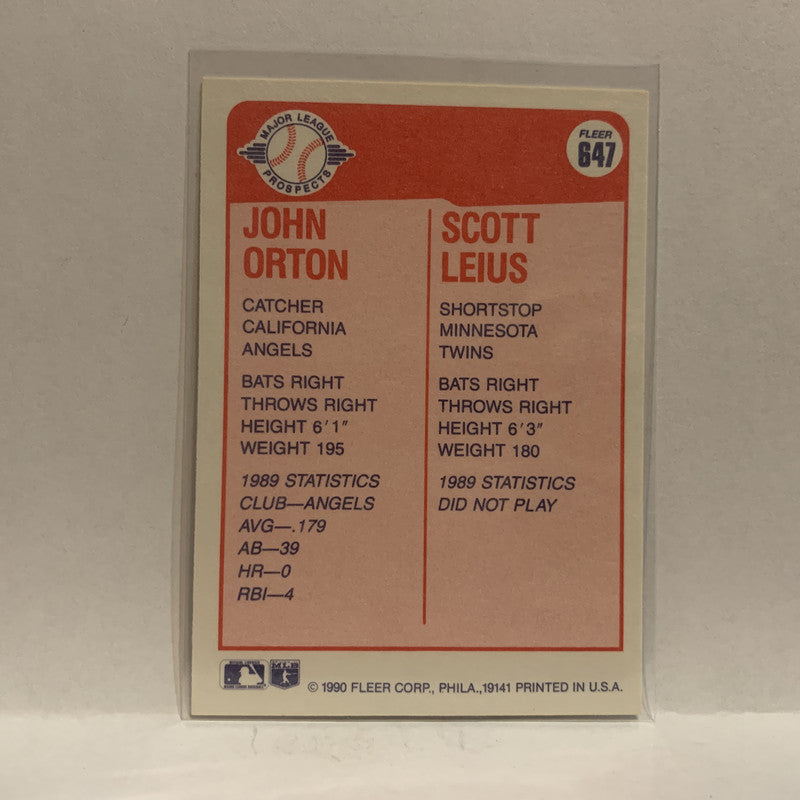 MAJOR LEAGUE
PROSPECTS
FLEER
647
JOHN
ORTON
CATCHER
CALIFORNIA
ANGELS
BATS RIGHT
THROWS RIGHT
HEIGHT 6'1"
WEIGHT 195
1989 STATISTICS
CLUB—ANGELS
AVG—.179
AB—39
HR—0
RBI—4
SCOTT
LEIUS
SHORTSTOP
MINNESOTA
TWINS
BATS RIGHT
THROWS RIGHT
HEIGHT 6'3"
WEIGHT 180
1989 STATISTICS
DID NOT PLAY
MLB
© 1990 FLEER CORP., PHILA.,19141 PRINTED IN U.S.A.